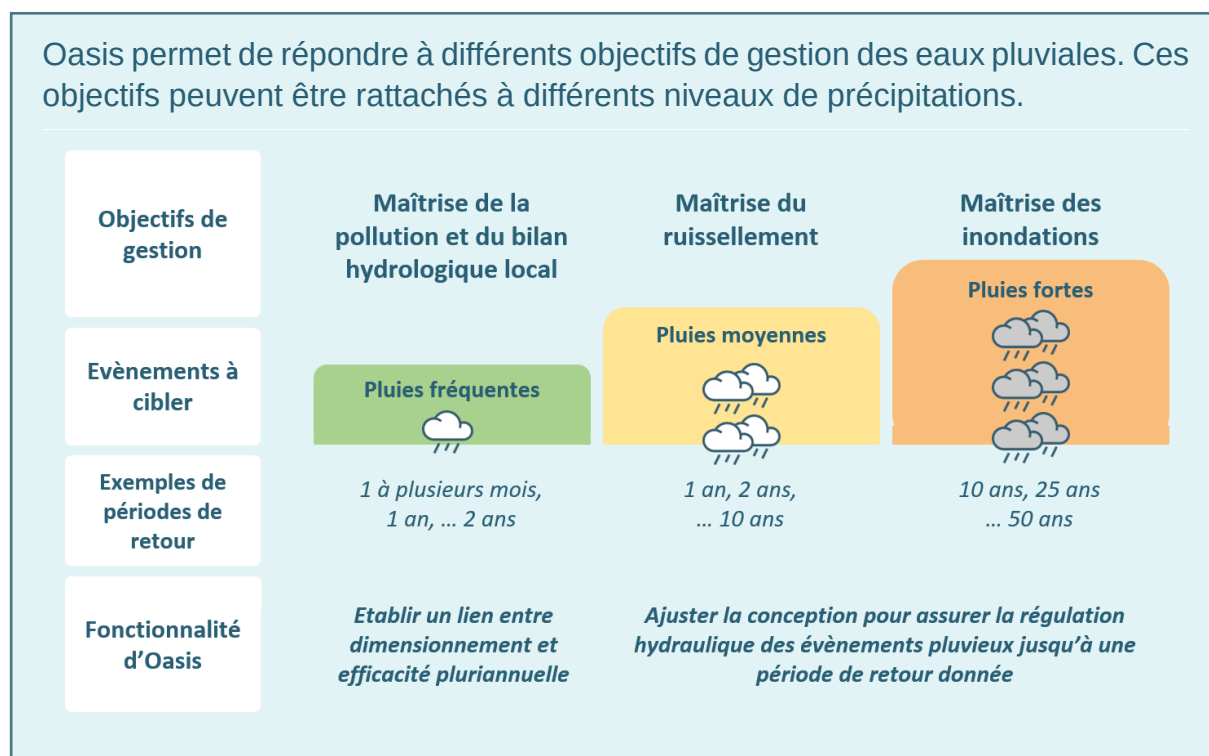 Oasis permet de répondre à différents objectifs de gestion des eaux pluviales. Ces
objectifs peuvent être rattachés à différents niveaux de précipitations.
Objectifs de
gestion
Maîtrise de la
pollution et du bilan
hydrologique local
Maîtrise du
ruissellement
Maîtrise des
inondations
Evènements à
cibler
Pluies fréquentes
Pluies moyennes
Pluies fortes
Exemples de
périodes de
retour
1 à plusieurs mois,
1 an, ... 2 ans
1 an, 2 ans,
... 10 ans
10 ans, 25 ans
... 50 ans
Fonctionnalité
d'Oasis
Etablir un lien entre
dimensionnement et
efficacité pluriannuelle
Ajuster la conception pour assurer la régulation
hydraulique des évènements pluvieux jusqu'à une
période de retour donnée